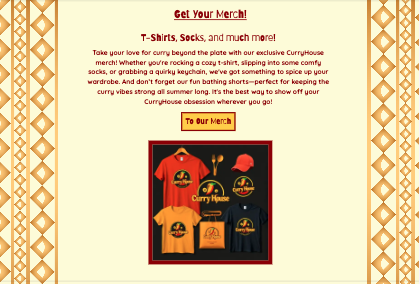 Get Your Merch!
T-Shirts, Socks, and much more!
Take your love for curry beyond the plate with our exclusive CurryHouse
merch! Whether you're rocking a cozy t-shirt, slipping into some comfy
socks, or grabbing a quirky keychain, we've got something to spice up your
wardrobe. And don't forget our fun bathing shorts—perfect for keeping the
curry vibes strong all summer long. It's the best way to show off your
CurryHouse obsession wherever you go!
To Our Merch
Curry House